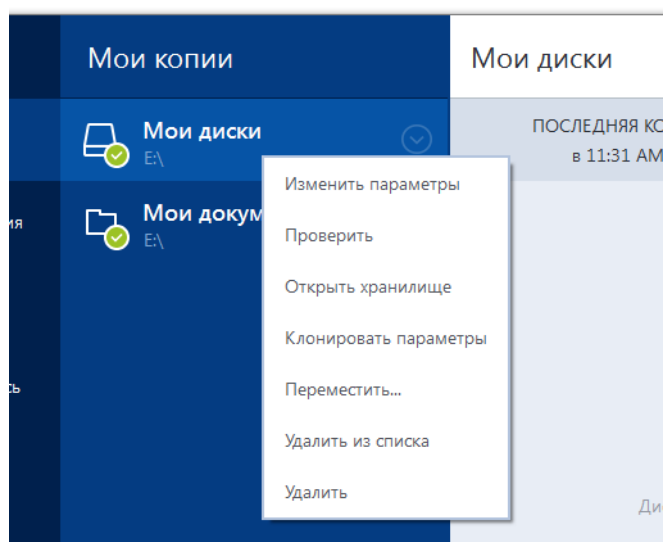 Мои копии
Мои диски
Мои диски
E:\
ПОСЛЕДНЯЯ
в 11:31 AM
Мои
E:\
Изменить параметры
Проверить
Открыть хранилище
Клонировать параметры
Переместить...
Удалить из списка
Удалить